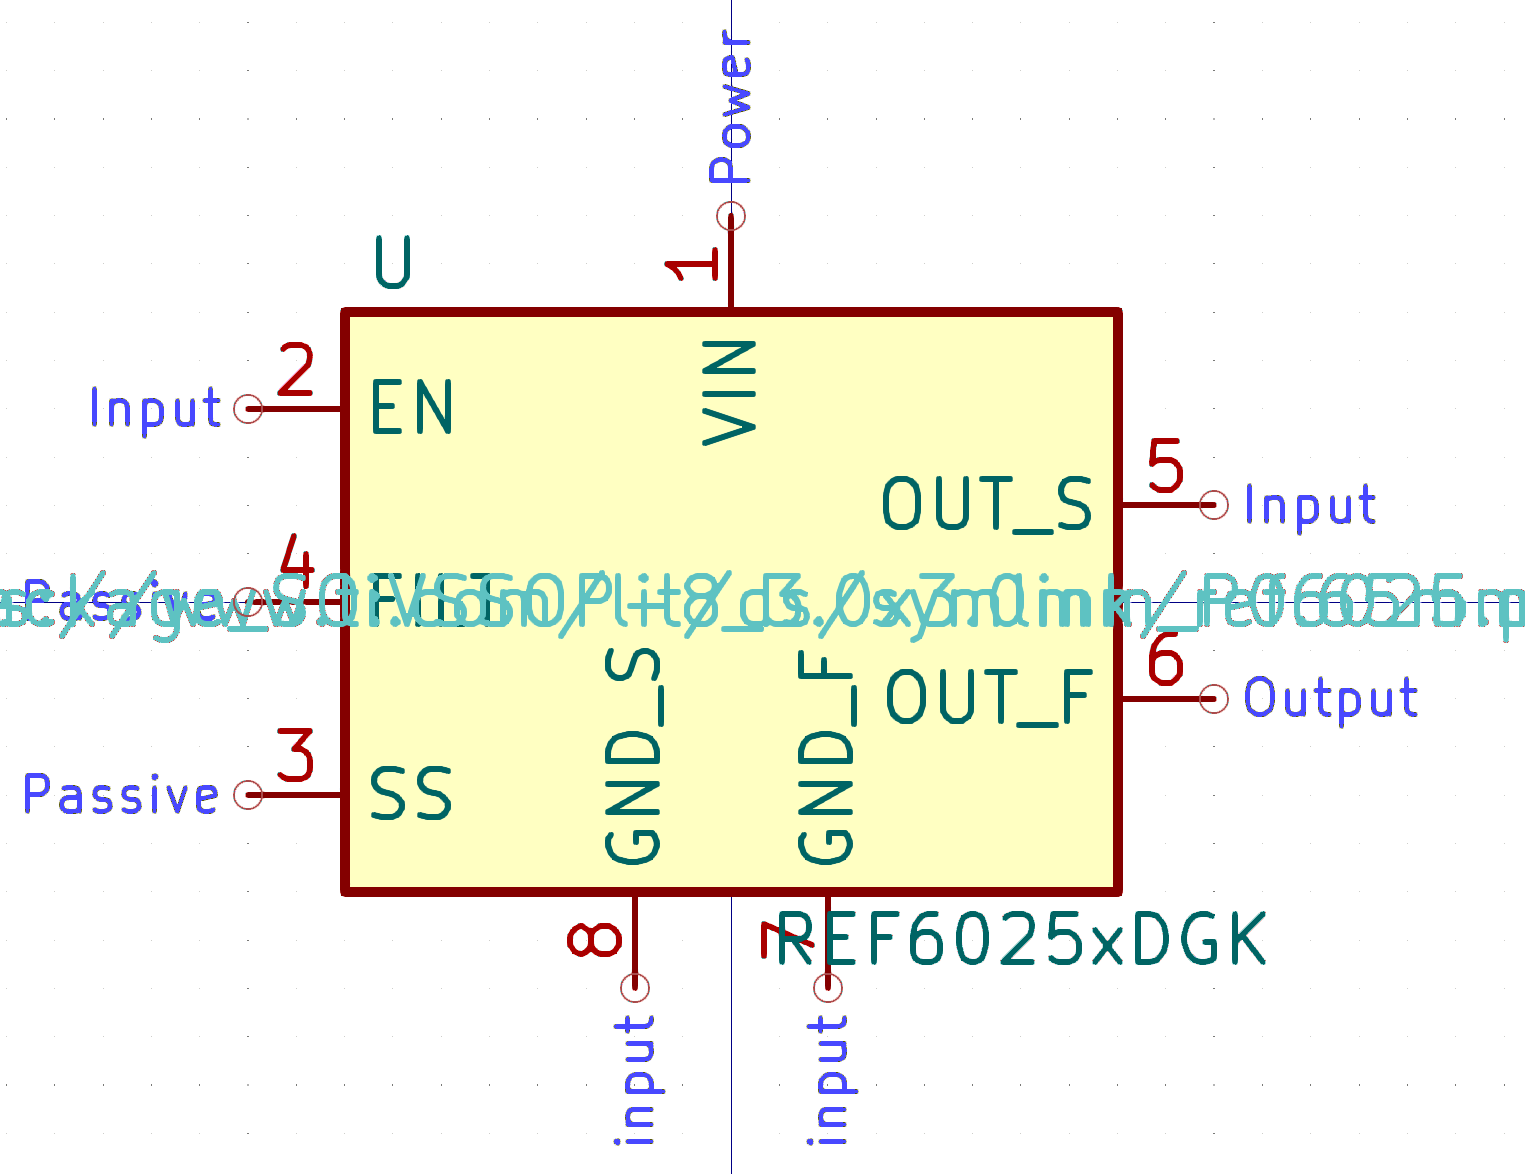 Power
1
U
VIN
2
Input
EN
5
OUT_S
Input
4
Passive
FILT
6
OUT_F
Output
3
Passive
SS
GND_S
GND_F
8
7
REF6025xDGK
input
input